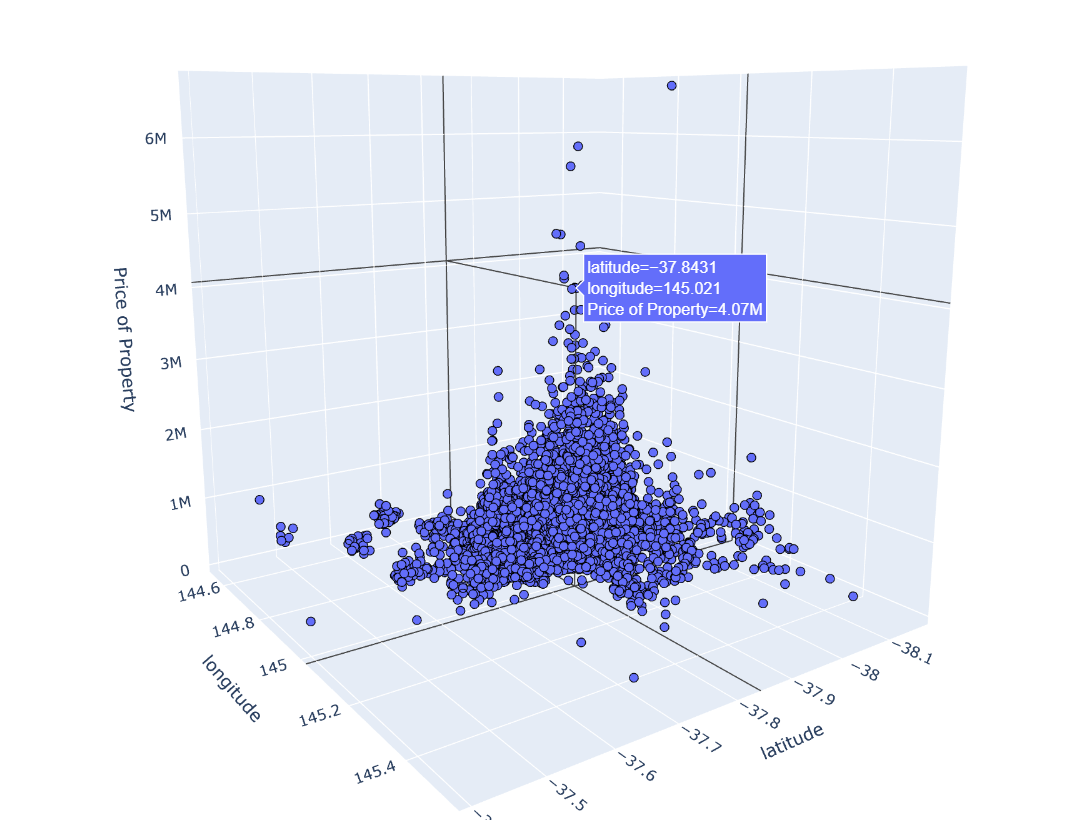 6M
5M
4M
3M
2M
1M
0
Price of Property
latitude=−37.8431
longitude=145.021
Price of Property=4.07M
144.6
144.8
145
145.2
145.4
longitude
−38.1
−38
−37.9
−37.8
−37.7
−37.6
−37.5
latitude